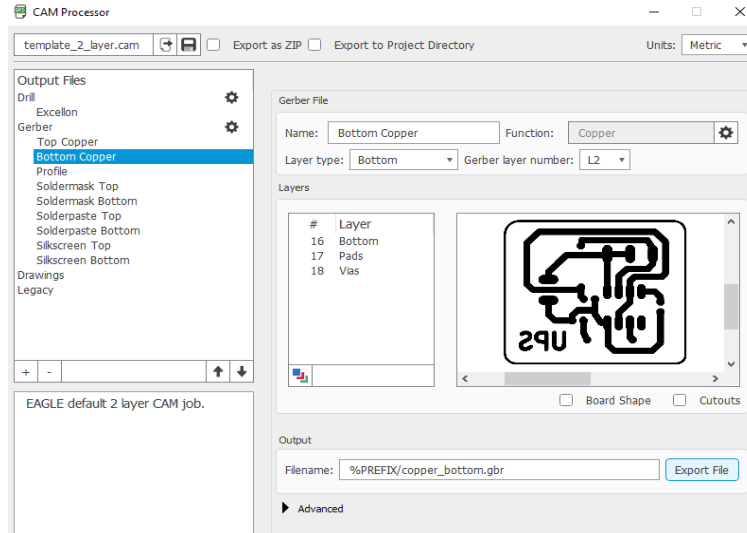 CAM Processor
template_2_layer.cam Export as ZIP Export to Project Directory Units: Metric
Output Files
Drill
Excellon
Gerber
Top Copper
Bottom Copper
Profile
Soldermask Top
Soldermask Bottom
Solderpaste Top
Solderpaste Bottom
Silkscreen Top
Silkscreen Bottom
Drawings
Legacy
+ -
EAGLE default 2 layer CAM job.
Gerber File
Name: Bottom Copper Function: Copper
Layer type: Bottom Gerber layer number: L2
Layers
# Layer
16 Bottom
17 Pads
18 Vias
UPS
Board Shape Cutouts
Output
Filename: %PREFIX/copper_bottom.gbr Export File
Advanced